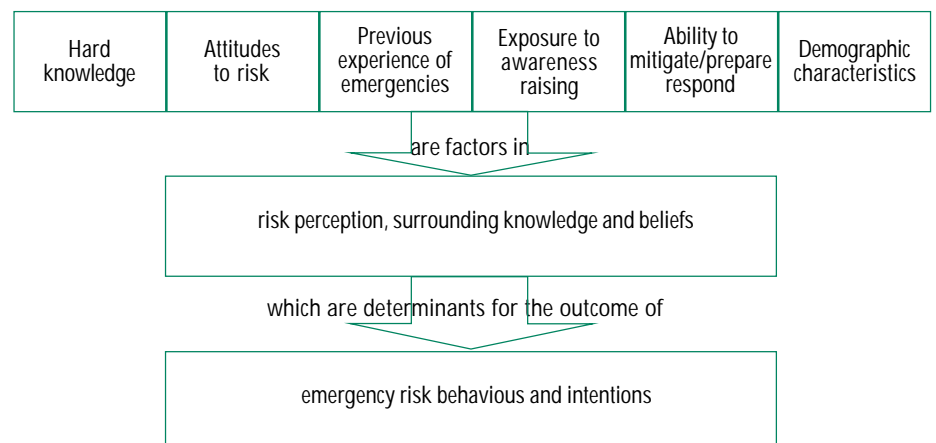 Hard
knowledge
Attitudes
to risk
Previous
experience of
emergencies
Exposure to
awareness
raising
Ability to
mitigate/prepare
respond
Demographic
characteristics
are factors in
risk perception, surrounding knowledge and beliefs
which are determinants for the outcome of
emergency risk behavious and intentions